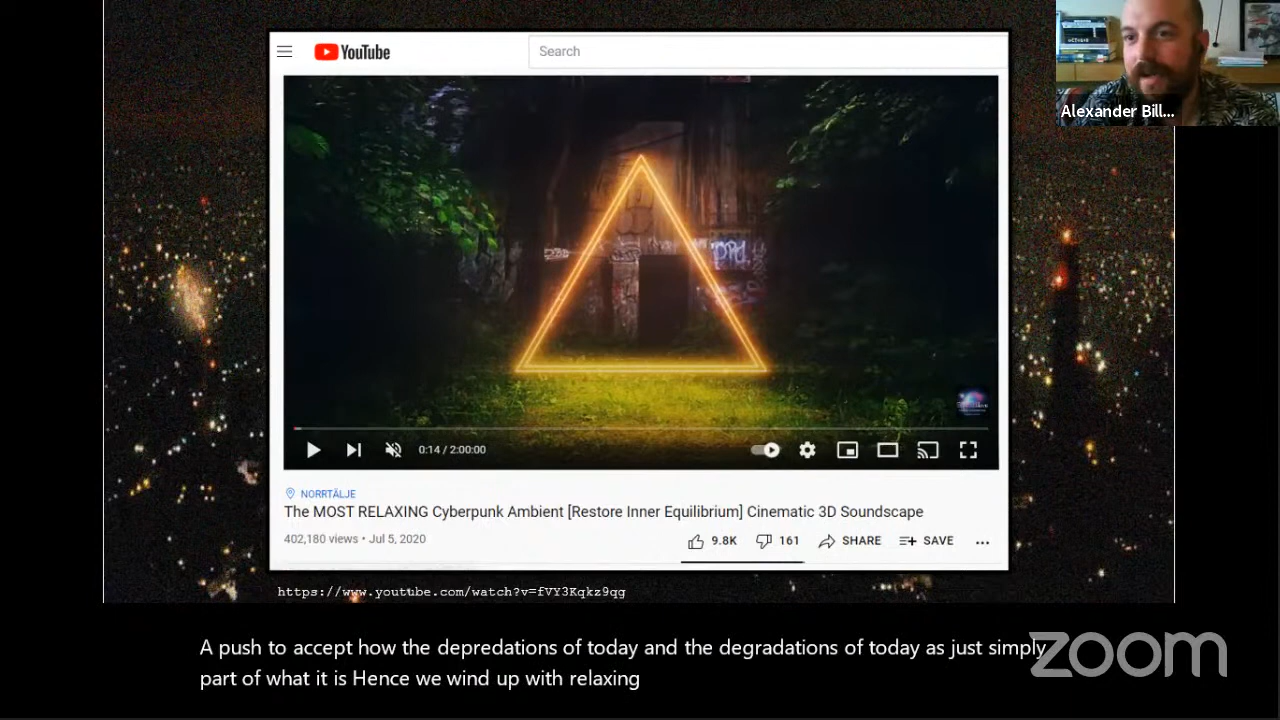 YouTube
Search
Alexander Bill...
0:14 / 2:00:00
NORRTÄLJE
The MOST RELAXING Cyberpunk Ambient [Restore Inner Equilibrium] Cinematic 3D Soundscape
402,180 views • Jul 5, 2020
9.8K 161 SHARE SAVE
https://www.youtube.com/watch?v=fVY3Kqkz9qg
A push to accept how the depredations of today and the degradations of today as just simply
part of what it is Hence we wind up with relaxing
zoom